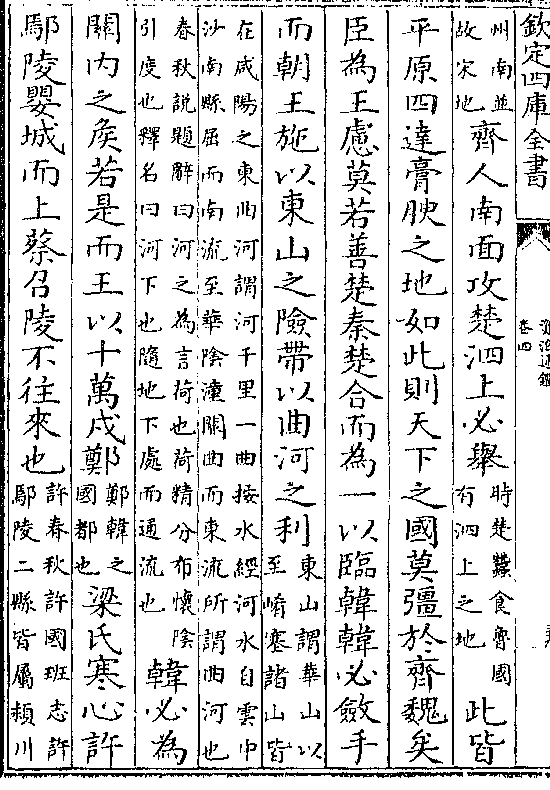 欽定四庫全書
資治通鑑
卷四
州南並
故宋地
齊人南面攻楚泗上必舉
時楚蠶食魯國
有泗上之地
此皆
平原四達膏腴之地如此則天下之國莫彊於齊魏矣
臣為王慮莫若善楚秦楚合而為一以臨韓韓必斂手
而朝王施以東山之險帶以曲河之利
東山謂華山以
至崤塞諸山皆
在咸陽之東曲河謂河千里一曲按水經河水自雲中
沙南縣屈而南流至華陰潼關曲而東流所謂曲河也
春秋說題辭曰河之為言荷也荷精分布懷陰
引度也釋名曰河下也隨地下處而通流也
韓必為
關内之矦若是而王以十萬戍鄭
鄭韓之
國都也
梁氏寒心許
鄢陵嬰城而上蔡召陵不往來也
許春秋許國班志許
鄢陵二縣皆屬潁川